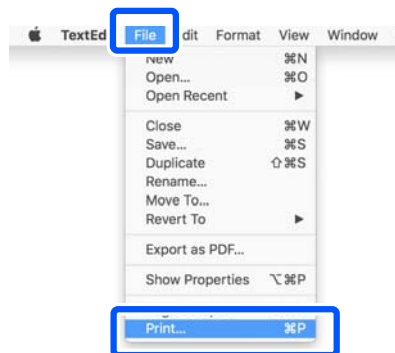 TextEd File dit Format View Window
New ⌘N
Open... ⌘O
Open Recent ▶
Close ⌘W
Save... ⌘S
Duplicate ⇧⌘S
Rename...
Move To...
Revert To ▶
Export as PDF...
Show Properties ⌥⌘P
Print... ⌘P